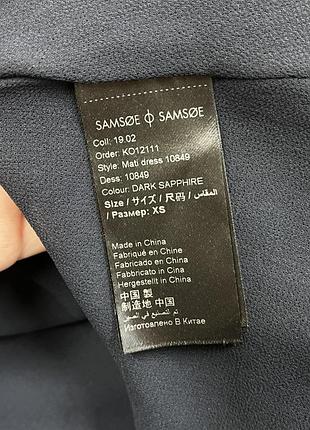 SAMSØE ɸ SAMSØE
Coll: 19.02
Order: KO12111
Style: Mati dress 10849
Dess: 10849
Colour: DARK SAPPHIRE
Size / サイズ / 尺码 / المقاس
/ Размер: XS
Made in China
Fabriqué en Chine
Fabricado en China
Fabbricato in Cina
Hergestellt in China
中国 製
制造地 中国
تم التصنيع في الصين
Изготовлено В Китае